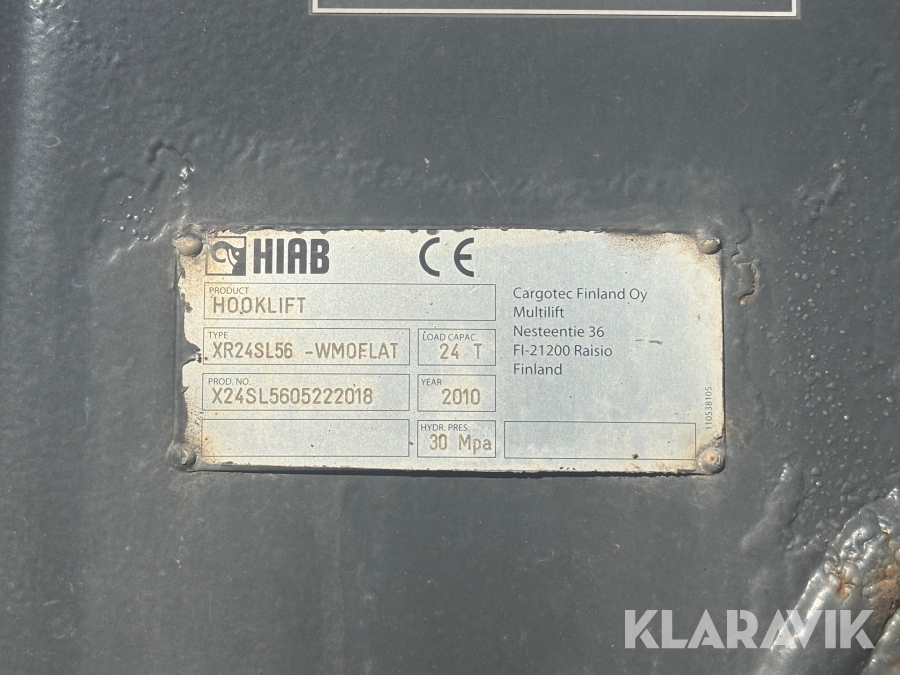 HIAB
CE
PRODUCT
HOOKLIFT
TYPE
XR24SL56 -WMOFLAT
LOAD CAPAC.
24 T
PROD. NO.
X24SL5605222018
YEAR
2010
HYDR. PRES.
30 Mpa
Cargotec Finland Oy
Multilift
Nesteentie 36
FI-21200 Raisio
Finland
110538105
KLARAVIK